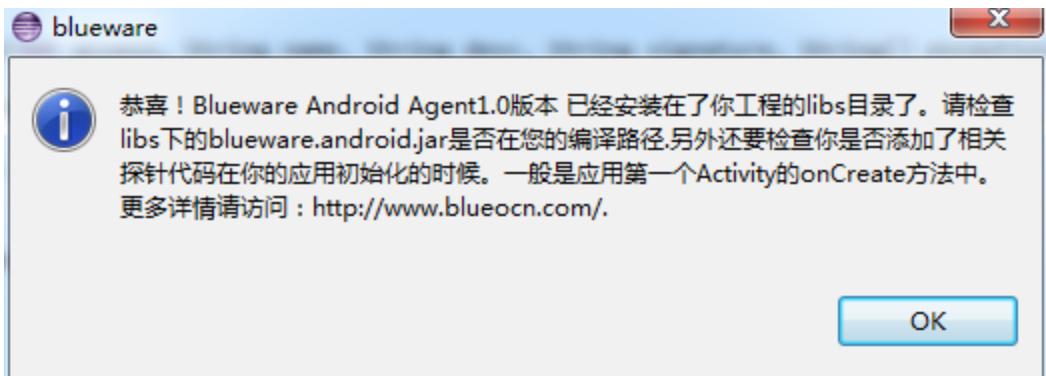 blueware
恭喜！Blueware Android Agent1.0版本 已经安装在了你工程的libs目录了。请检查
libs下的blueware.android.jar是否在您的编译路径.另外还要检查你是否添加了相关
探针代码在你的应用初始化的时候。一般是应用第一个Activity的onCreate方法中。
更多详情请访问：http://www.blueocn.com/.
OK